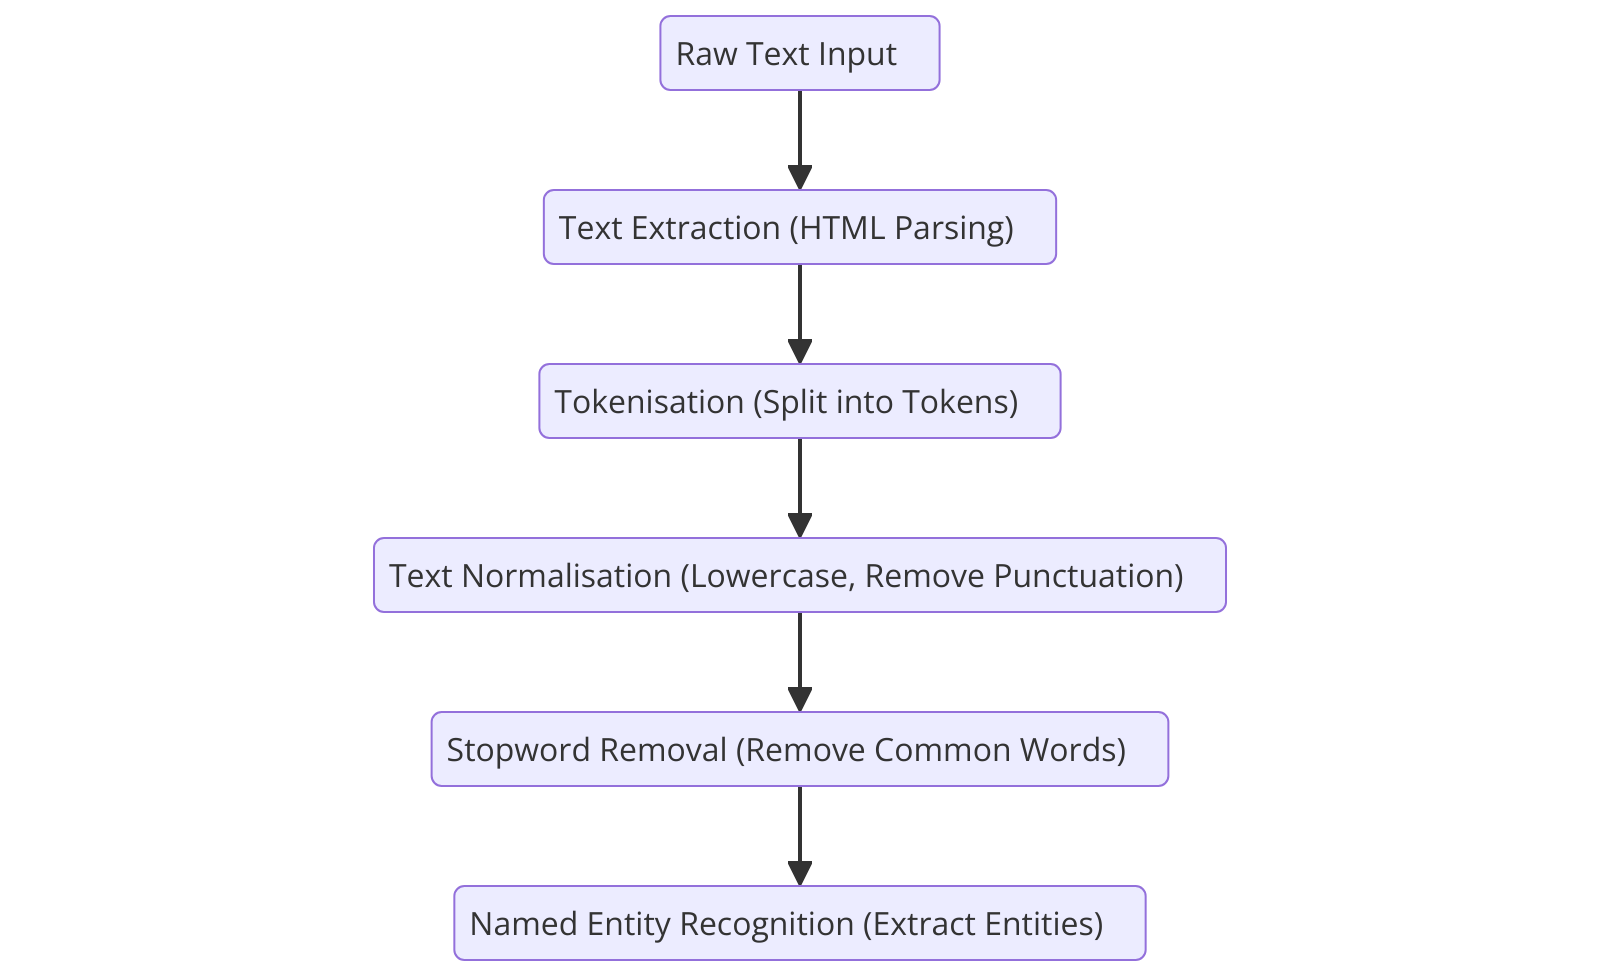 Raw Text Input
Text Extraction (HTML Parsing)
Tokenisation (Split into Tokens)
Text Normalisation (Lowercase, Remove Punctuation)
Stopword Removal (Remove Common Words)
Named Entity Recognition (Extract Entities)